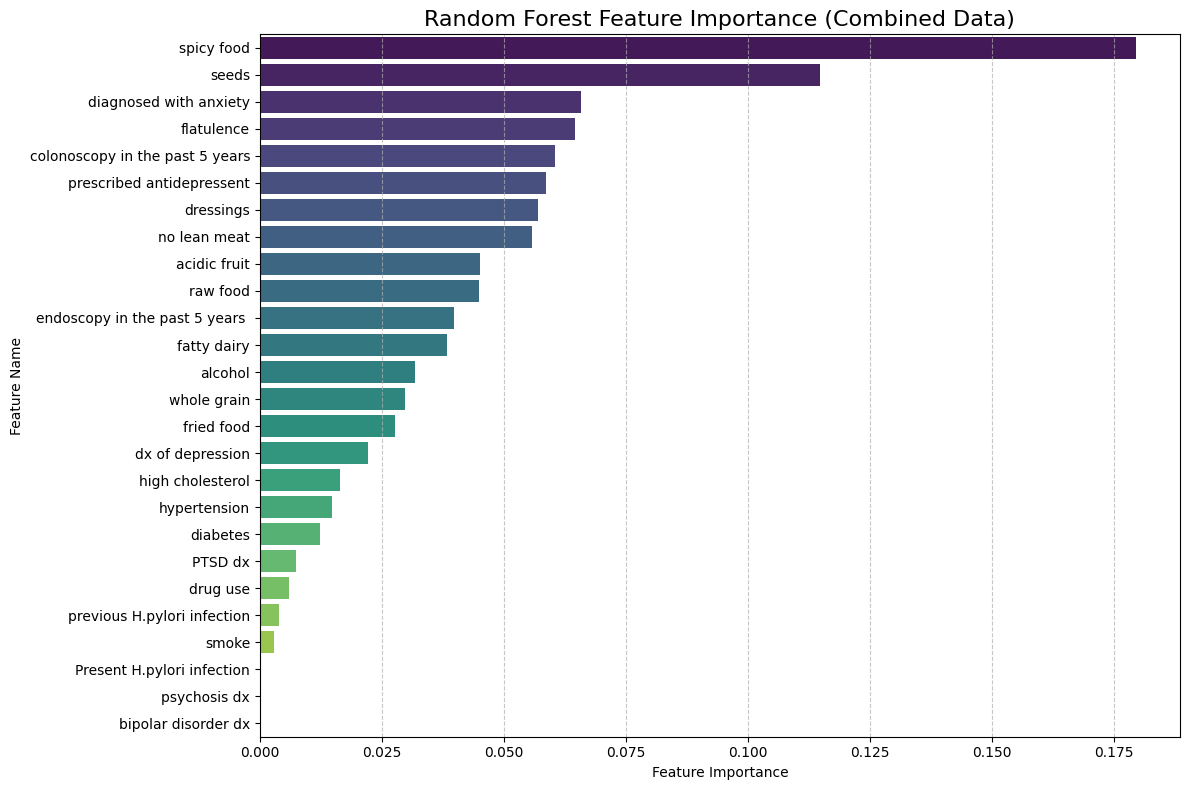 Random Forest Feature Importance (Combined Data)
spicy food
seeds
diagnosed with anxiety
flatulence
colonoscopy in the past 5 years
prescribed antidepressent
dressings
no lean meat
acidic fruit
raw food
endoscopy in the past 5 years
fatty dairy
alcohol
whole grain
fried food
dx of depression
high cholesterol
hypertension
diabetes
PTSD dx
drug use
previous H.pylori infection
smoke
Present H.pylori infection
psychosis dx
bipolar disorder dx
Feature Name
0.000 0.025 0.050 0.075 0.100 0.125 0.150 0.175
Feature Importance